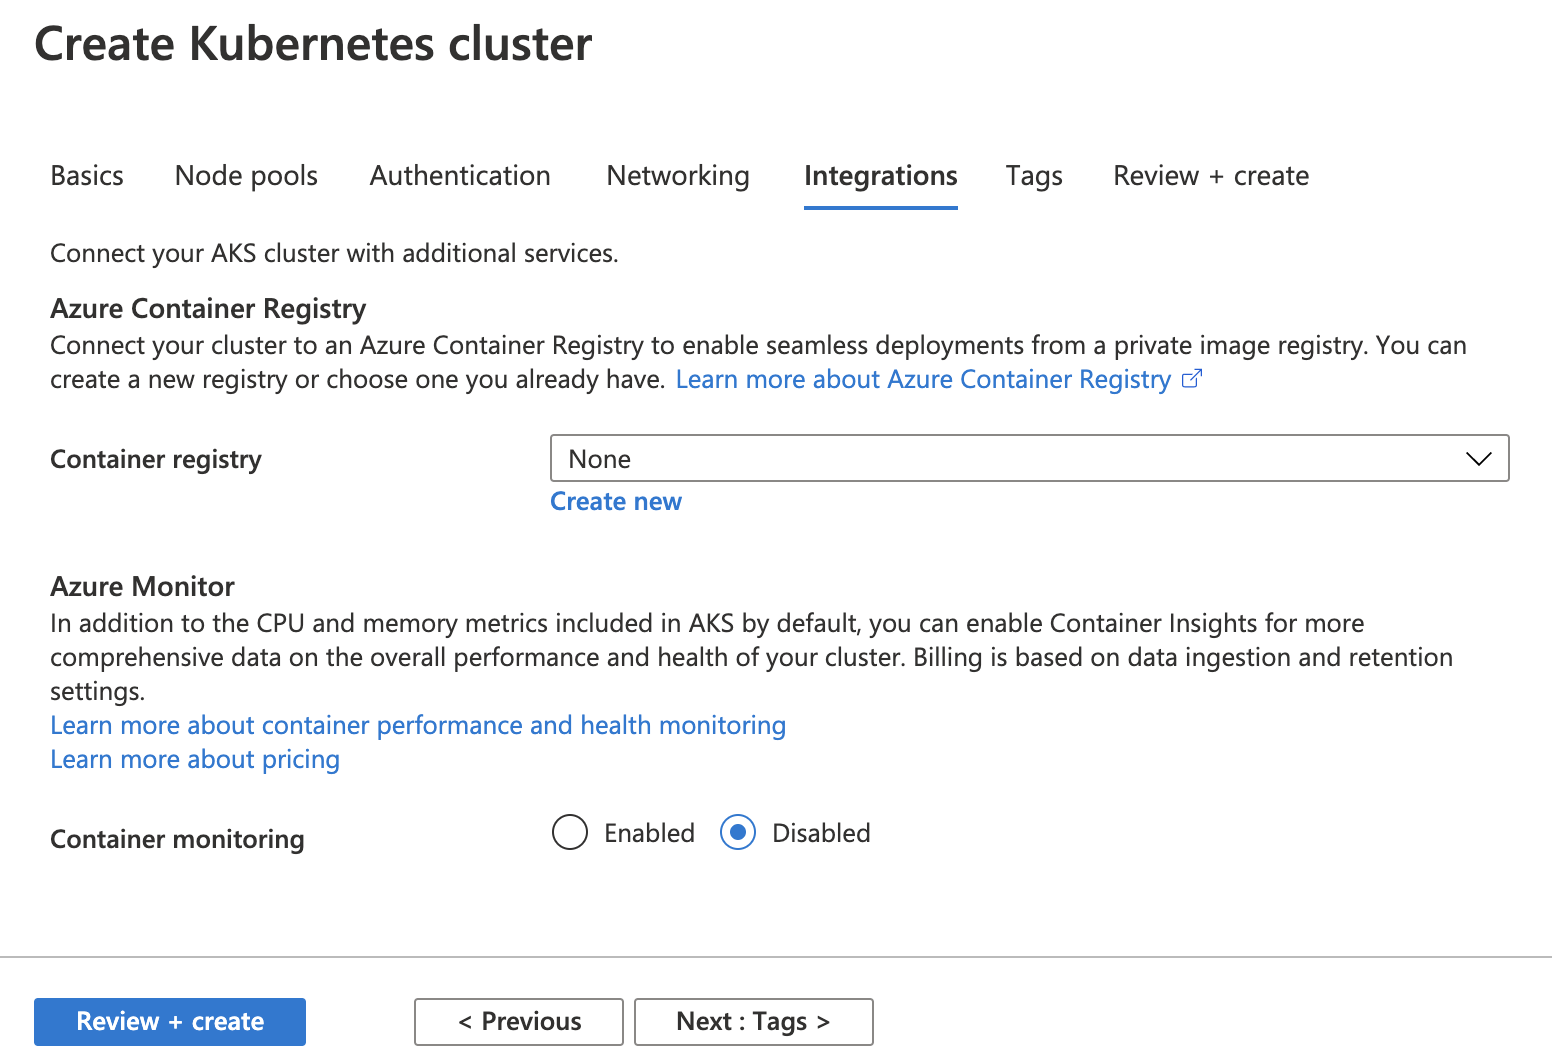 Create Kubernetes cluster
Basics Node pools Authentication Networking Integrations Tags Review + create
Connect your AKS cluster with additional services.
Azure Container Registry
Connect your cluster to an Azure Container Registry to enable seamless deployments from a private image registry. You can
create a new registry or choose one you already have. Learn more about Azure Container Registry
Container registry None
Create new
Azure Monitor
In addition to the CPU and memory metrics included in AKS by default, you can enable Container Insights for more
comprehensive data on the overall performance and health of your cluster. Billing is based on data ingestion and retention
settings.
Learn more about container performance and health monitoring
Learn more about pricing
Container monitoring Enabled Disabled
Review + create < Previous Next : Tags >